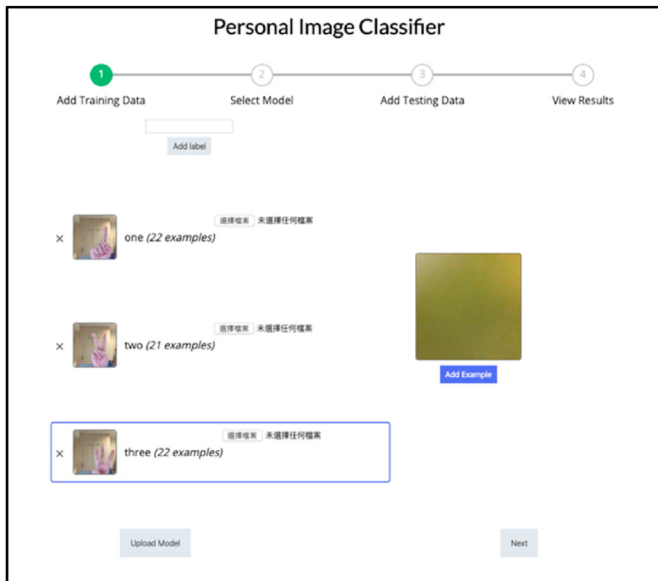 Personal Image Classifier
1
2
3
4
Add Training Data
Select Model
Add Testing Data
View Results
Add label
選擇檔案 未選擇任何檔案
one (22 examples)
選擇檔案 未選擇任何檔案
two (21 examples)
Add Example
選擇檔案 未選擇任何檔案
three (22 examples)
Upload Model
Next